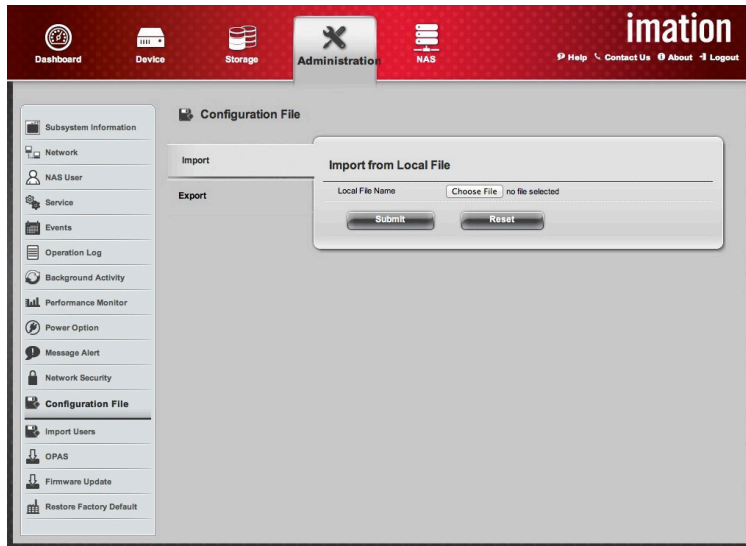 imation
Dashboard
Device
Storage
Administration
NAS
Help
Contact Us
About
Logout
Configuration File
Subsystem Information
Network
NAS User
Service
Events
Operation Log
Background Activity
Performance Monitor
Power Option
Message Alert
Network Security
Configuration File
Import Users
OPAS
Firmware Update
Restore Factory Default
Import
Export
Import from Local File
Local File Name
Choose File
no file selected
Submit
Reset